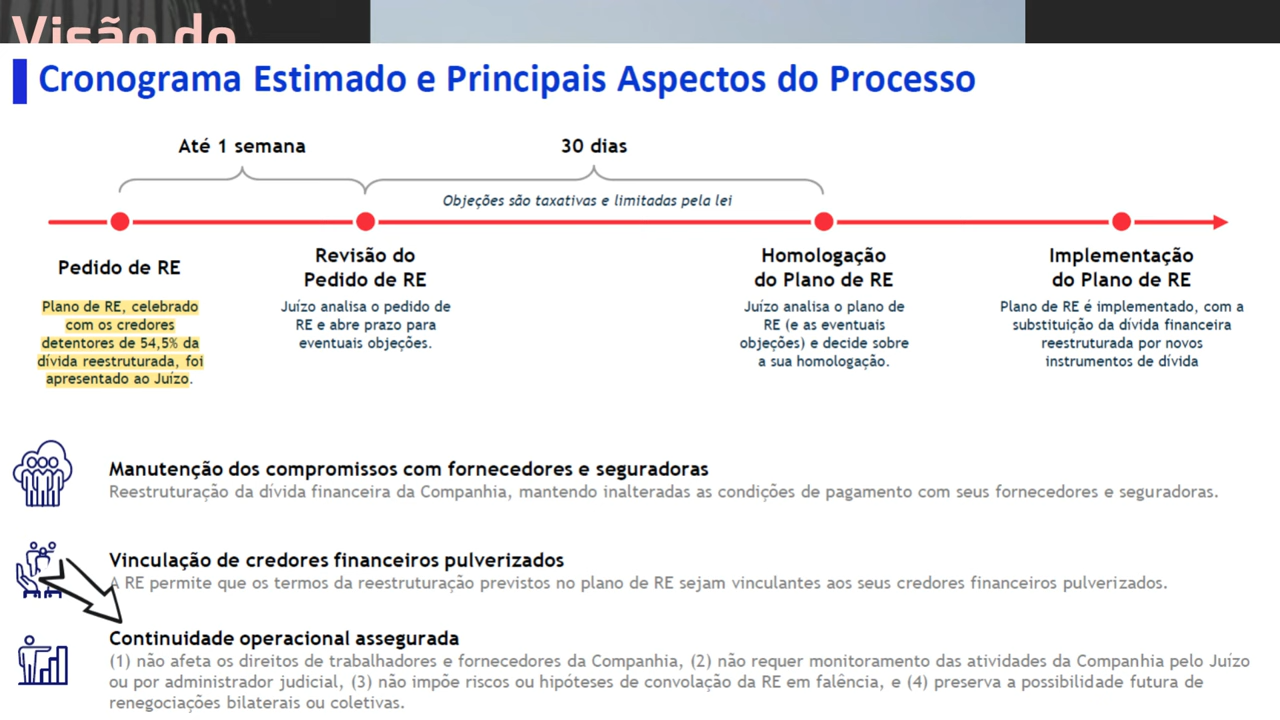 Visão do
Cronograma Estimado e Principais Aspectos do Processo
Até 1 semana
30 dias
Objeções são taxativas e limitadas pela lei
Pedido de RE
Plano de RE, celebrado
com os credores
detentores de 54,5% da
dívida reestruturada, foi
apresentado ao Juízo.
Revisão do
Pedido de RE
Juízo analisa o pedido de
RE e abre prazo para
eventuais objeções.
Homologação
do Plano de RE
Juízo analisa o plano de
RE (e as eventuais
objeções) e decide sobre
a sua homologação.
Implementação
do Plano de RE
Plano de RE é implementado, com a
substituição da dívida financeira
reestruturada por novos
instrumentos de dívida
Manutenção dos compromissos com fornecedores e seguradoras
Reestruturação da dívida financeira da Companhia, mantendo inalteradas as condições de pagamento com seus fornecedores e seguradoras.
Vinculação de credores financeiros pulverizados
A RE permite que os termos da reestruturação previstos no plano de RE sejam vinculantes aos seus credores financeiros pulverizados.
Continuidade operacional assegurada
(1) não afeta os direitos de trabalhadores e fornecedores da Companhia, (2) não requer monitoramento das atividades da Companhia pelo Juízo
ou por administrador judicial, (3) não impõe riscos ou hipóteses de convolação da RE em falência, e (4) preserva a possibilidade futura de
renegociações bilaterais ou coletivas.